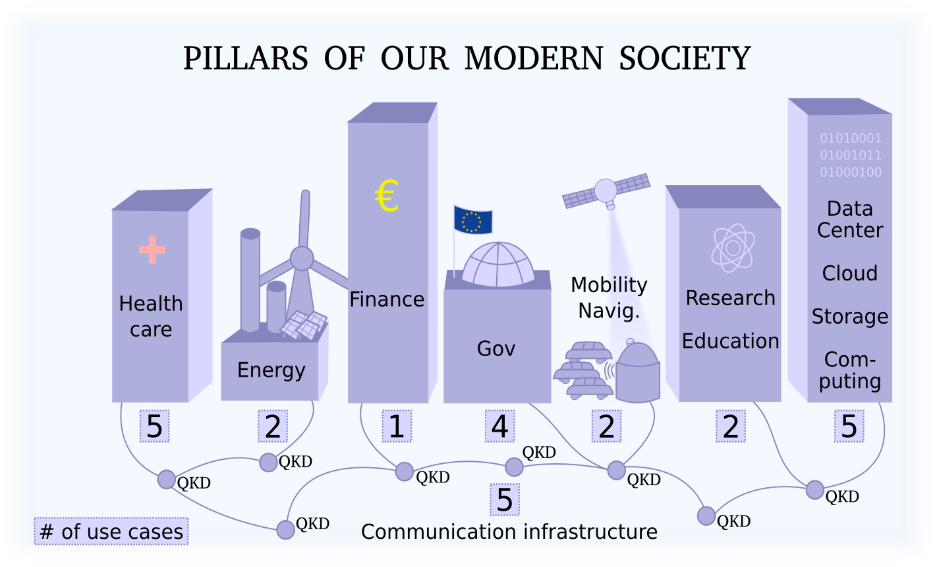 PILLARS OF OUR MODERN SOCIETY
Health
care
Energy
€
Finance
Gov
Mobility
Navig.
Research
Education
01010001
01001011
01000100
Data
Center
Cloud
Storage
Com-
puting
5
2
1
4
2
2
5
QKD
QKD
QKD
QKD
QKD
QKD
QKD
QKD
5
Communication infrastructure
# of use cases